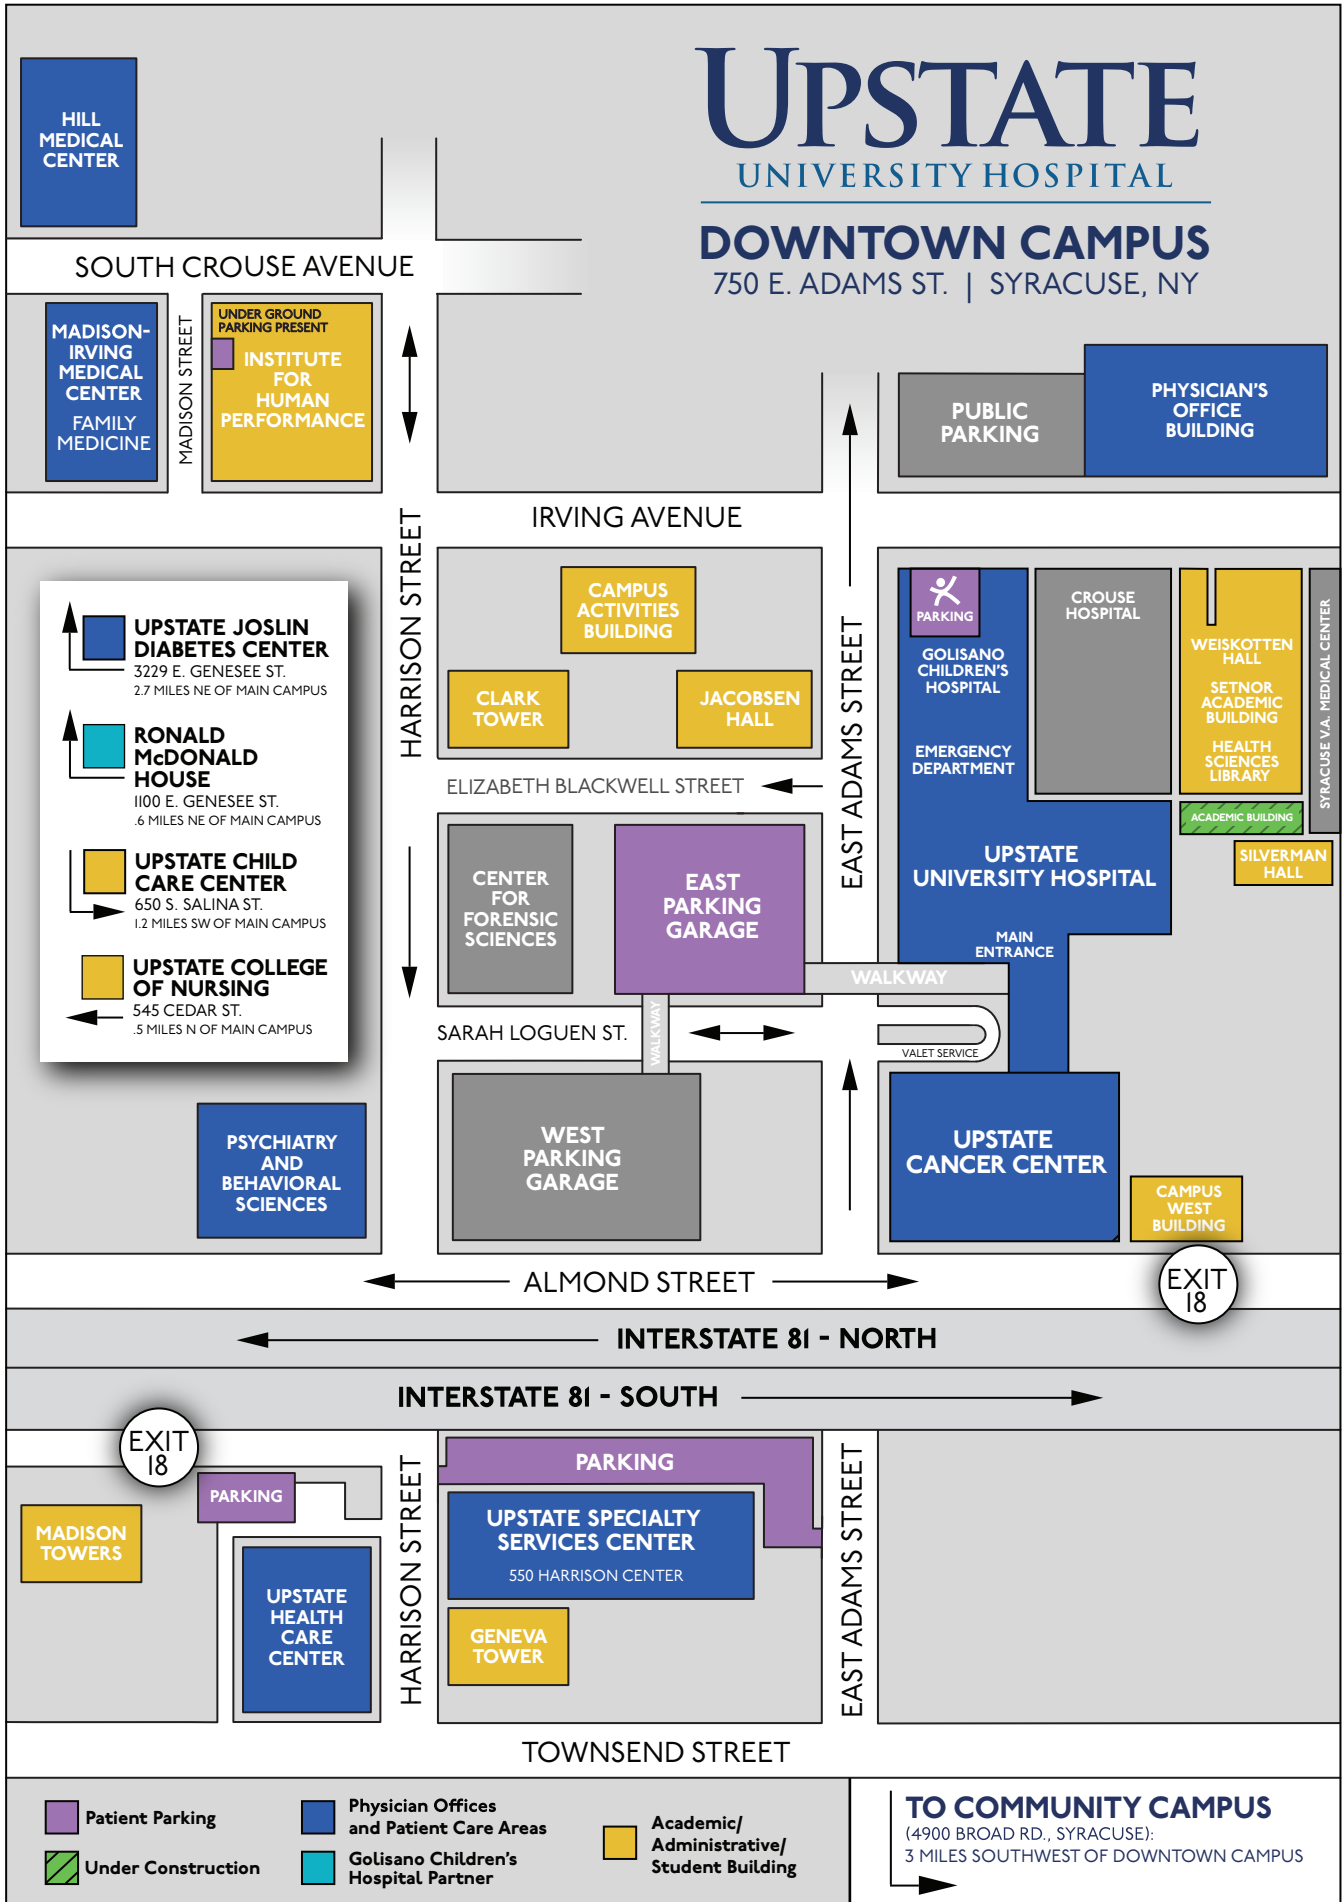 UPSTATE
UNIVERSITY HOSPITAL
DOWNTOWN CAMPUS
750 E. ADAMS ST. | SYRACUSE, NY
HILL
MEDICAL
CENTER
SOUTH CROUSE AVENUE
MADISON-
IRVING
MEDICAL
CENTER
FAMILY
MEDICINE
MADISON STREET
UNDER GROUND
PARKING PRESENT
INSTITUTE
FOR
HUMAN
PERFORMANCE
PUBLIC
PARKING
PHYSICIAN'S
OFFICE
BUILDING
IRVING AVENUE
HARRISON STREET
EAST ADAMS STREET
UPSTATE JOSLIN
DIABETES CENTER
3229 E. GENESEE ST.
2.7 MILES NE OF MAIN CAMPUS
RONALD
McDONALD
HOUSE
1100 E. GENESEE ST.
.6 MILES NE OF MAIN CAMPUS
UPSTATE CHILD
CARE CENTER
650 S. SALINA ST.
1.2 MILES SW OF MAIN CAMPUS
UPSTATE COLLEGE
OF NURSING
545 CEDAR ST.
.5 MILES N OF MAIN CAMPUS
CAMPUS
ACTIVITIES
BUILDING
CLARK
TOWER
JACOBSEN
HALL
ELIZABETH BLACKWELL STREET
CENTER
FOR
FORENSIC
SCIENCES
EAST
PARKING
GARAGE
WALKWAY
SARAH LOGUEN ST.
WALKWAY
WEST
PARKING
GARAGE
PARKING
GOLISANO
CHILDREN'S
HOSPITAL
EMERGENCY
DEPARTMENT
CROUSE
HOSPITAL
WEISKOTTEN
HALL
SETNOR
ACADEMIC
BUILDING
HEALTH
SCIENCES
LIBRARY
SYRACUSE V.A. MEDICAL CENTER
ACADEMIC BUILDING
SILVERMAN
HALL
UPSTATE
UNIVERSITY HOSPITAL
MAIN
ENTRANCE
VALET SERVICE
UPSTATE
CANCER CENTER
CAMPUS
WEST
BUILDING
PSYCHIATRY
AND
BEHAVIORAL
SCIENCES
ALMOND STREET
EXIT
18
INTERSTATE 81 - NORTH
INTERSTATE 81 - SOUTH
EXIT
18
PARKING
MADISON
TOWERS
UPSTATE
HEALTH
CARE
CENTER
HARRISON STREET
PARKING
UPSTATE SPECIALTY
SERVICES CENTER
550 HARRISON CENTER
GENEVA
TOWER
EAST ADAMS STREET
TOWNSEND STREET
Patient Parking
Under Construction
Physician Offices
and Patient Care Areas
Golisano Children's
Hospital Partner
Academic/
Administrative/
Student Building
TO COMMUNITY CAMPUS
(4900 BROAD RD., SYRACUSE):
3 MILES SOUTHWEST OF DOWNTOWN CAMPUS